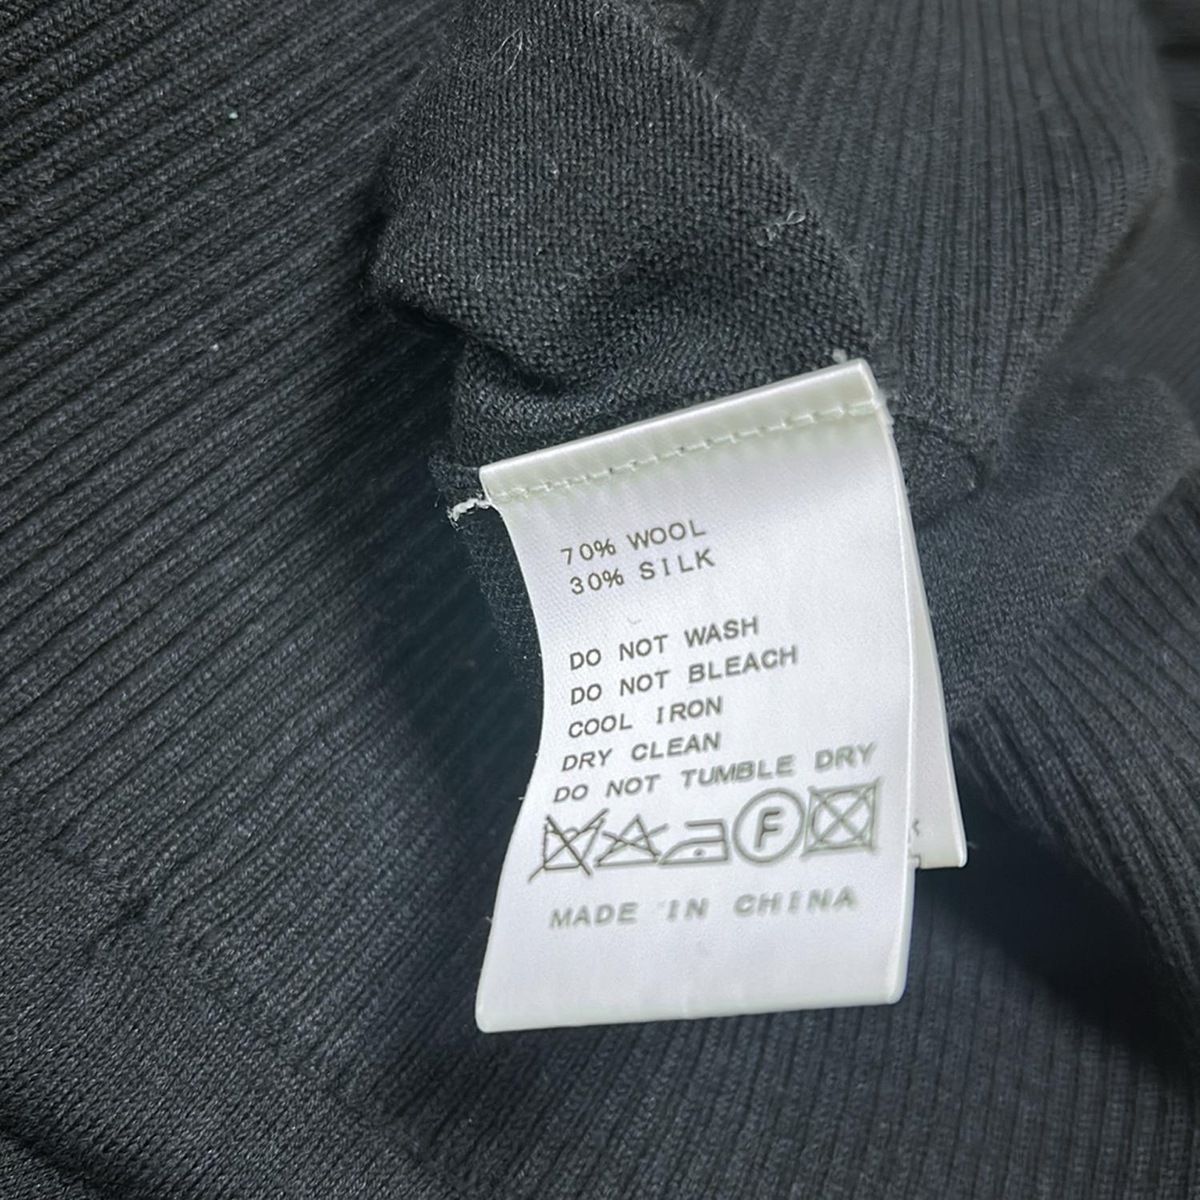 70% WOOL
30% SILK
DO NOT WASH
DO NOT BLEACH
COOL IRON
DRY CLEAN
DO NOT TUMBLE DRY
F
MADE IN CHINA